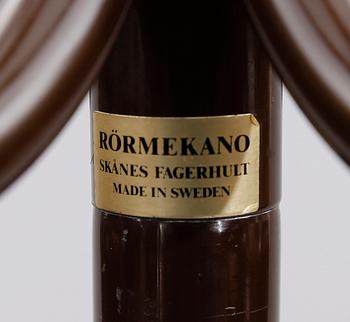 RÖRMEKANO
SKÅNES FAGERHULT
MADE IN SWEDEN